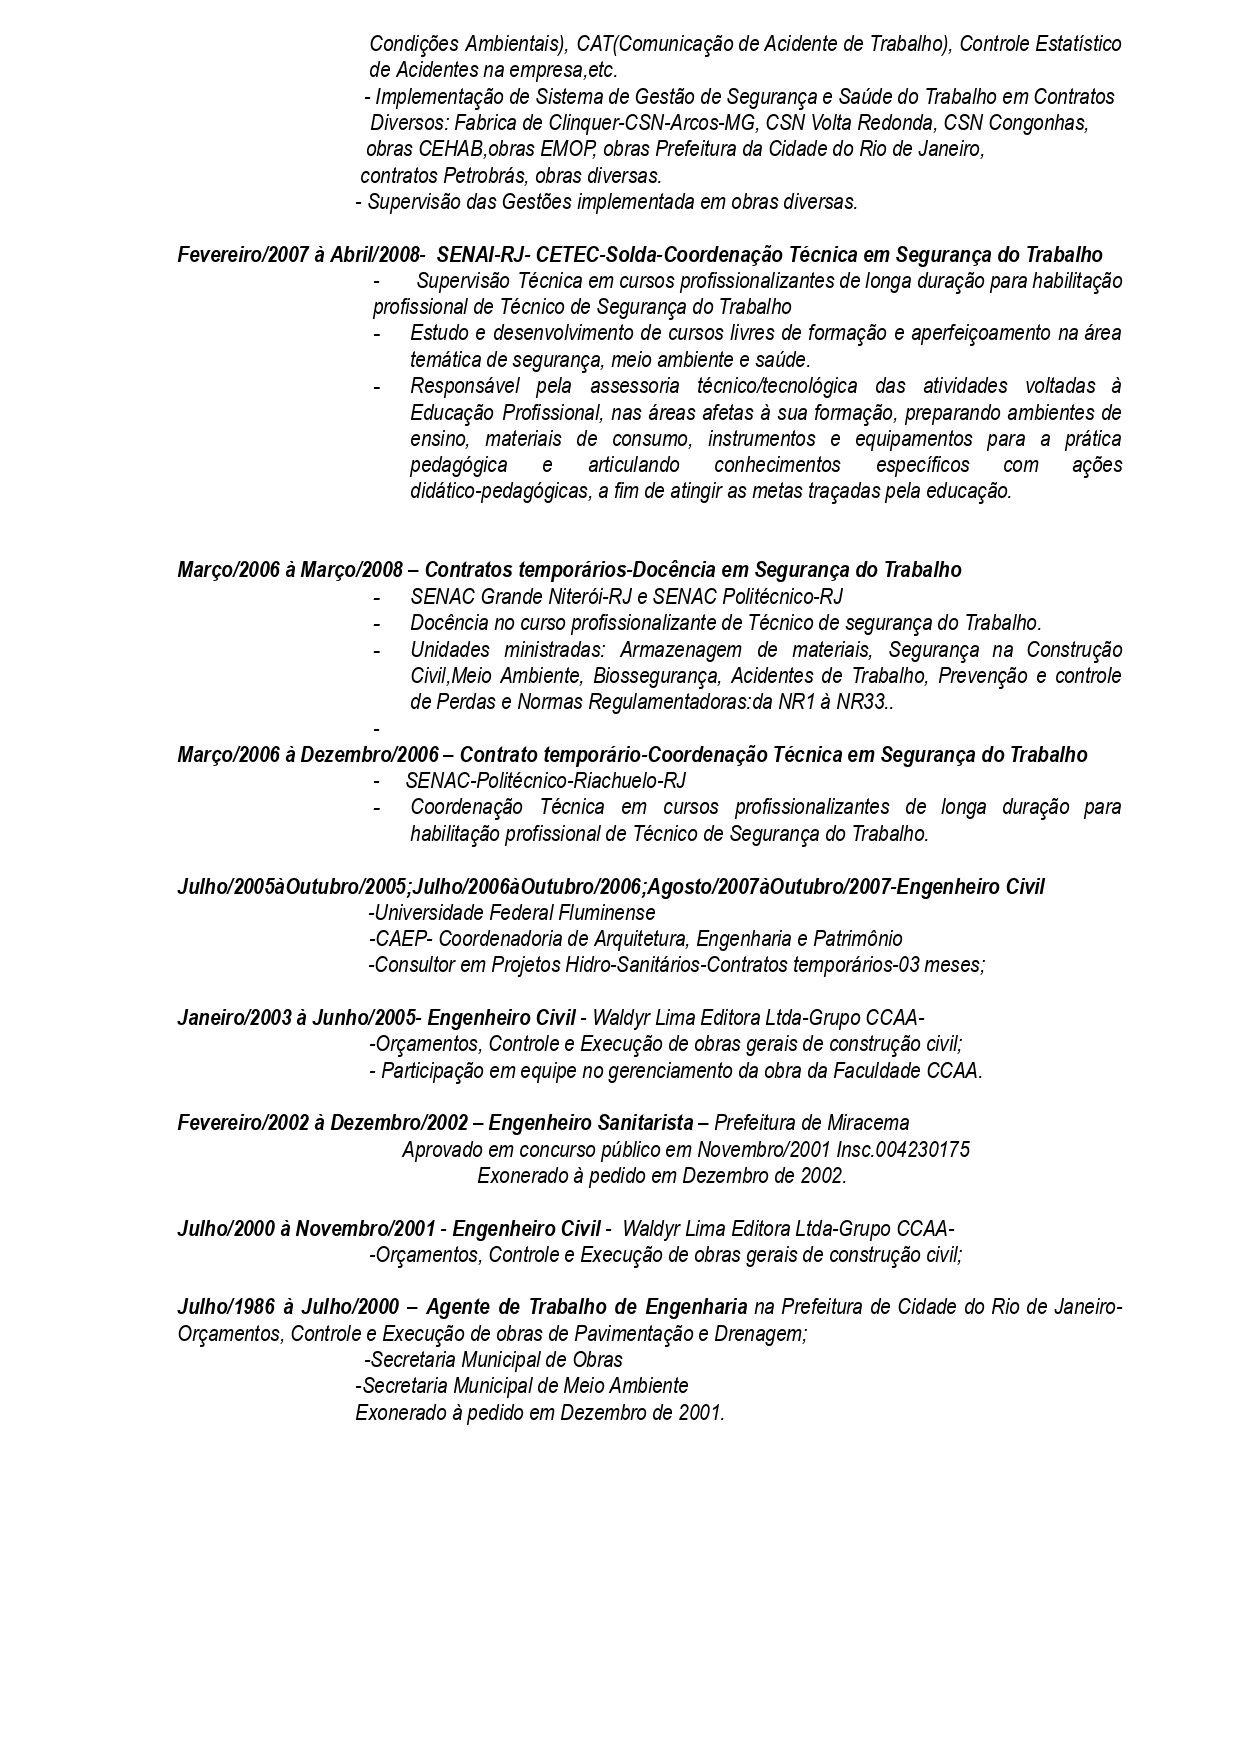 Condições Ambientais), CAT(Comunicação de Acidente de Trabalho), Controle Estatístico
de Acidentes na empresa,etc.
- Implementação de Sistema de Gestão de Segurança e Saúde do Trabalho em Contratos
Diversos: Fabrica de Clinquer-CSN-Arcos-MG, CSN Volta Redonda, CSN Congonhas,
obras CEHAB,obras EMOP, obras Prefeitura da Cidade do Rio de Janeiro,
contratos Petrobrás, obras diversas.
- Supervisão das Gestões implementada em obras diversas.
Fevereiro/2007 à Abril/2008- SENAI-RJ- CETEC-Solda-Coordenação Técnica em Segurança do Trabalho
- Supervisão Técnica em cursos profissionalizantes de longa duração para habilitação
profissional de Técnico de Segurança do Trabalho
- Estudo e desenvolvimento de cursos livres de formação e aperfeiçoamento na área
temática de segurança, meio ambiente e saúde.
- Responsável pela assessoria técnico/tecnológica das atividades voltadas à
Educação Profissional, nas áreas afetas à sua formação, preparando ambientes de
ensino, materiais de consumo, instrumentos e equipamentos para a prática
pedagógica e articulando conhecimentos específicos com ações
didático-pedagógicas, a fim de atingir as metas traçadas pela educação.
Março/2006 à Março/2008 – Contratos temporários-Docência em Segurança do Trabalho
- SENAC Grande Niterói-RJ e SENAC Politécnico-RJ
- Docência no curso profissionalizante de Técnico de segurança do Trabalho.
- Unidades ministradas: Armazenagem de materiais, Segurança na Construção
Civil,Meio Ambiente, Biossegurança, Acidentes de Trabalho, Prevenção e controle
de Perdas e Normas Regulamentadoras:da NR1 à NR33..
-
Março/2006 à Dezembro/2006 – Contrato temporário-Coordenação Técnica em Segurança do Trabalho
- SENAC-Politécnico-Riachuelo-RJ
- Coordenação Técnica em cursos profissionalizantes de longa duração para
habilitação profissional de Técnico de Segurança do Trabalho.
Julho/2005àOutubro/2005;Julho/2006àOutubro/2006;Agosto/2007àOutubro/2007-Engenheiro Civil
-Universidade Federal Fluminense
-CAEP- Coordenadoria de Arquitetura, Engenharia e Patrimônio
-Consultor em Projetos Hidro-Sanitários-Contratos temporários-03 meses;
Janeiro/2003 à Junho/2005- Engenheiro Civil - Waldyr Lima Editora Ltda-Grupo CCAA-
-Orçamentos, Controle e Execução de obras gerais de construção civil;
- Participação em equipe no gerenciamento da obra da Faculdade CCAA.
Fevereiro/2002 à Dezembro/2002 – Engenheiro Sanitarista – Prefeitura de Miracema
Aprovado em concurso público em Novembro/2001 Insc.004230175
Exonerado à pedido em Dezembro de 2002.
Julho/2000 à Novembro/2001 - Engenheiro Civil - Waldyr Lima Editora Ltda-Grupo CCAA-
-Orçamentos, Controle e Execução de obras gerais de construção civil;
Julho/1986 à Julho/2000 – Agente de Trabalho de Engenharia na Prefeitura de Cidade do Rio de Janeiro-
Orçamentos, Controle e Execução de obras de Pavimentação e Drenagem;
-Secretaria Municipal de Obras
-Secretaria Municipal de Meio Ambiente
Exonerado à pedido em Dezembro de 2001.